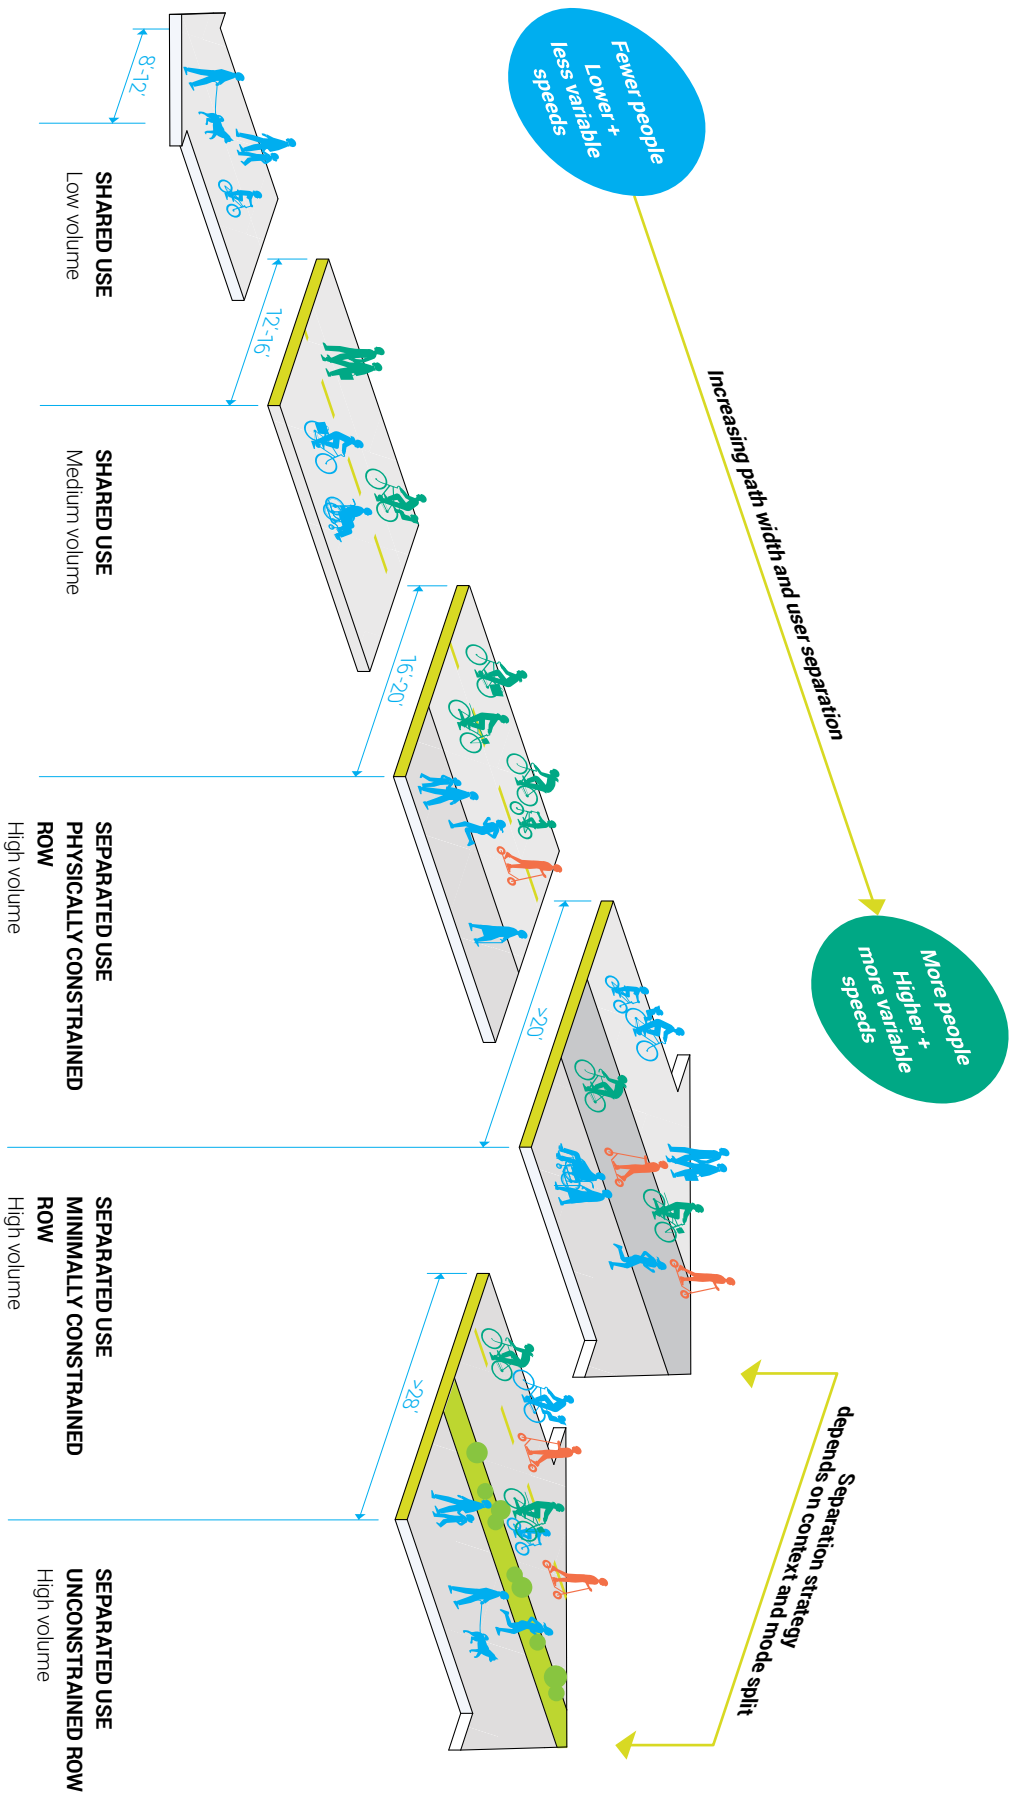 Fewer people
Lower +
less variable
speeds
Increasing path width and user separation
More people
Higher +
more variable
speeds
Separation strategy
depends on context and mode split
8'-12'
12'-16'
16'-20'
>20'
>28'
SHARED USE
Low volume
SHARED USE
Medium volume
SEPARATED USE
PHYSICALLY CONSTRAINED
ROW
High volume
SEPARATED USE
MINIMALLY CONSTRAINED
ROW
High volume
SEPARATED USE
UNCONSTRAINED ROW
High volume